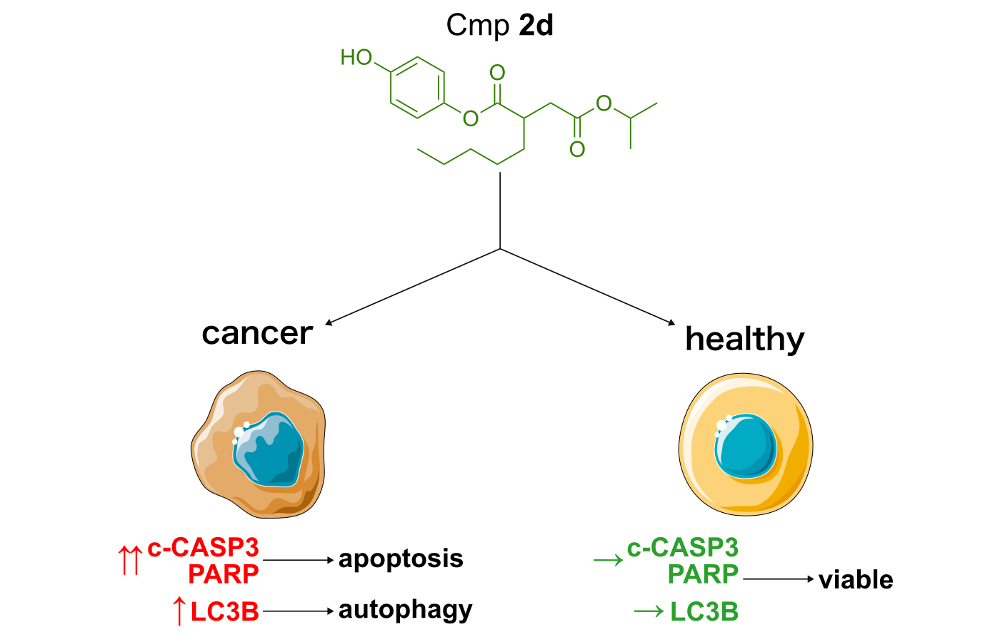 Cmp 2d
HO
O
O
O
O
cancer
healthy
↑↑ c-CASP3
PARP
apoptosis
↑ LC3B
autophagy
→ c-CASP3
PARP
viable
→ LC3B